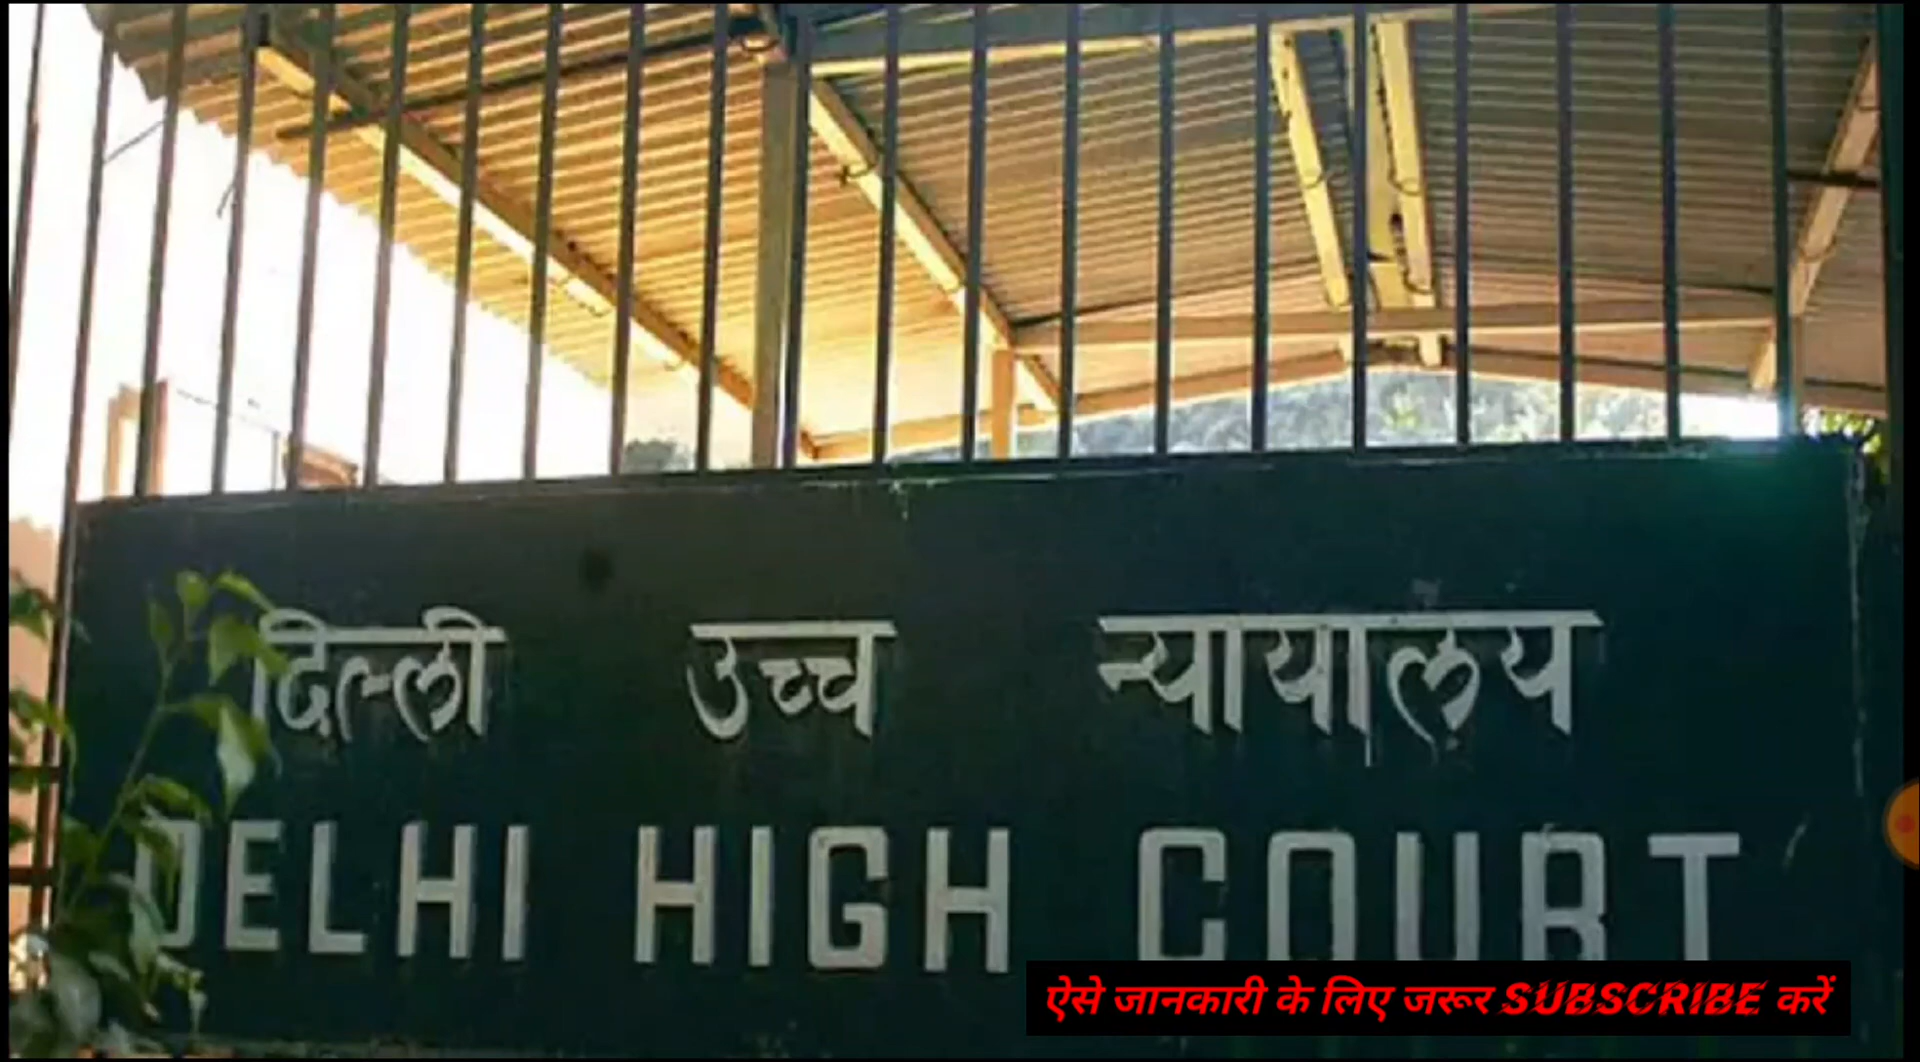 दिल्ली उच्च न्यायालय
DELHI HIGH COURT
ऐसे जानकारी के लिए जरूर SUBSCRIBE करें